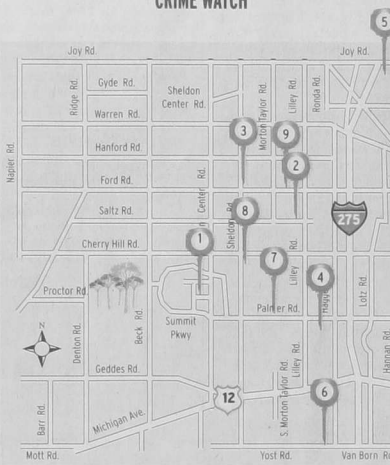 CRIME WATCH
5
Joy Rd.
Joy Rd.
Gyde Rd.
Ridge Rd.
Sheldon
Center Rd.
Morton Taylor Rd.
Lilley Rd.
Ronda Rd.
Warren Rd.
3
9
Hanford Rd.
2
Napier Rd.
Ford Rd.
Center Rd.
Saltz Rd.
8
275
Sheldon Rd.
1
Cherry Hill Rd.
Lilley Rd.
7
4
Proctor Rd.
Lotz Rd.
Palmer Rd.
Summit
Pkwy
Beck Rd.
N
Denton Rd.
Hannan Rd.
Geddes Rd.
Lilley Rd.
S. Morton Taylor Rd.
12
6
Barr Rd.
Michigan Ave.
Mott Rd.
Yost Rd.
Van Born Rd